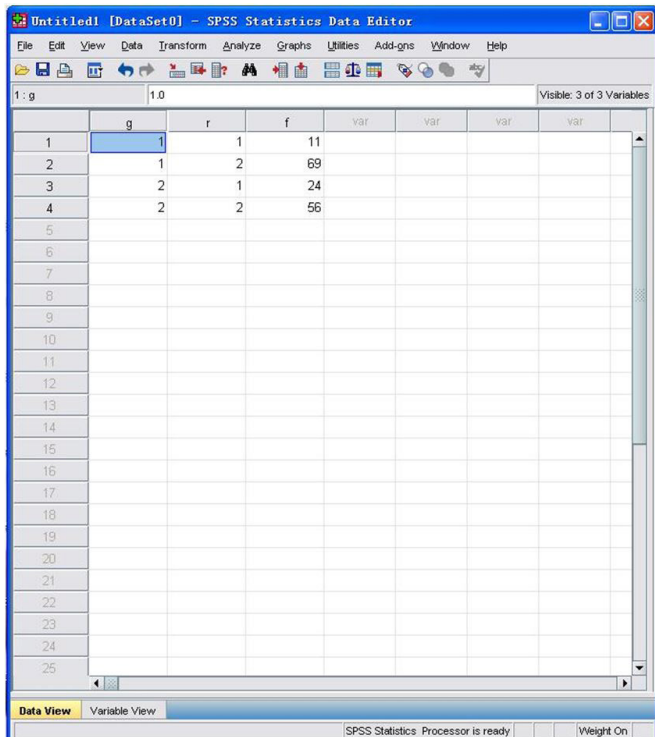 Untitled1 [DataSet0] - SPSS Statistics Data Editor
File Edit View Data Transform Analyze Graphs Utilities Add-ons Window Help
1 : g 1.0 Visible: 3 of 3 Variables
g r f var var var var
1 1 1 11
2 1 2 69
3 2 1 24
4 2 2 56
5
6
7
8
9
10
11
12
13
14
15
16
17
18
19
20
21
22
23
24
25
Data View Variable View
SPSS Statistics Processor is ready Weight On